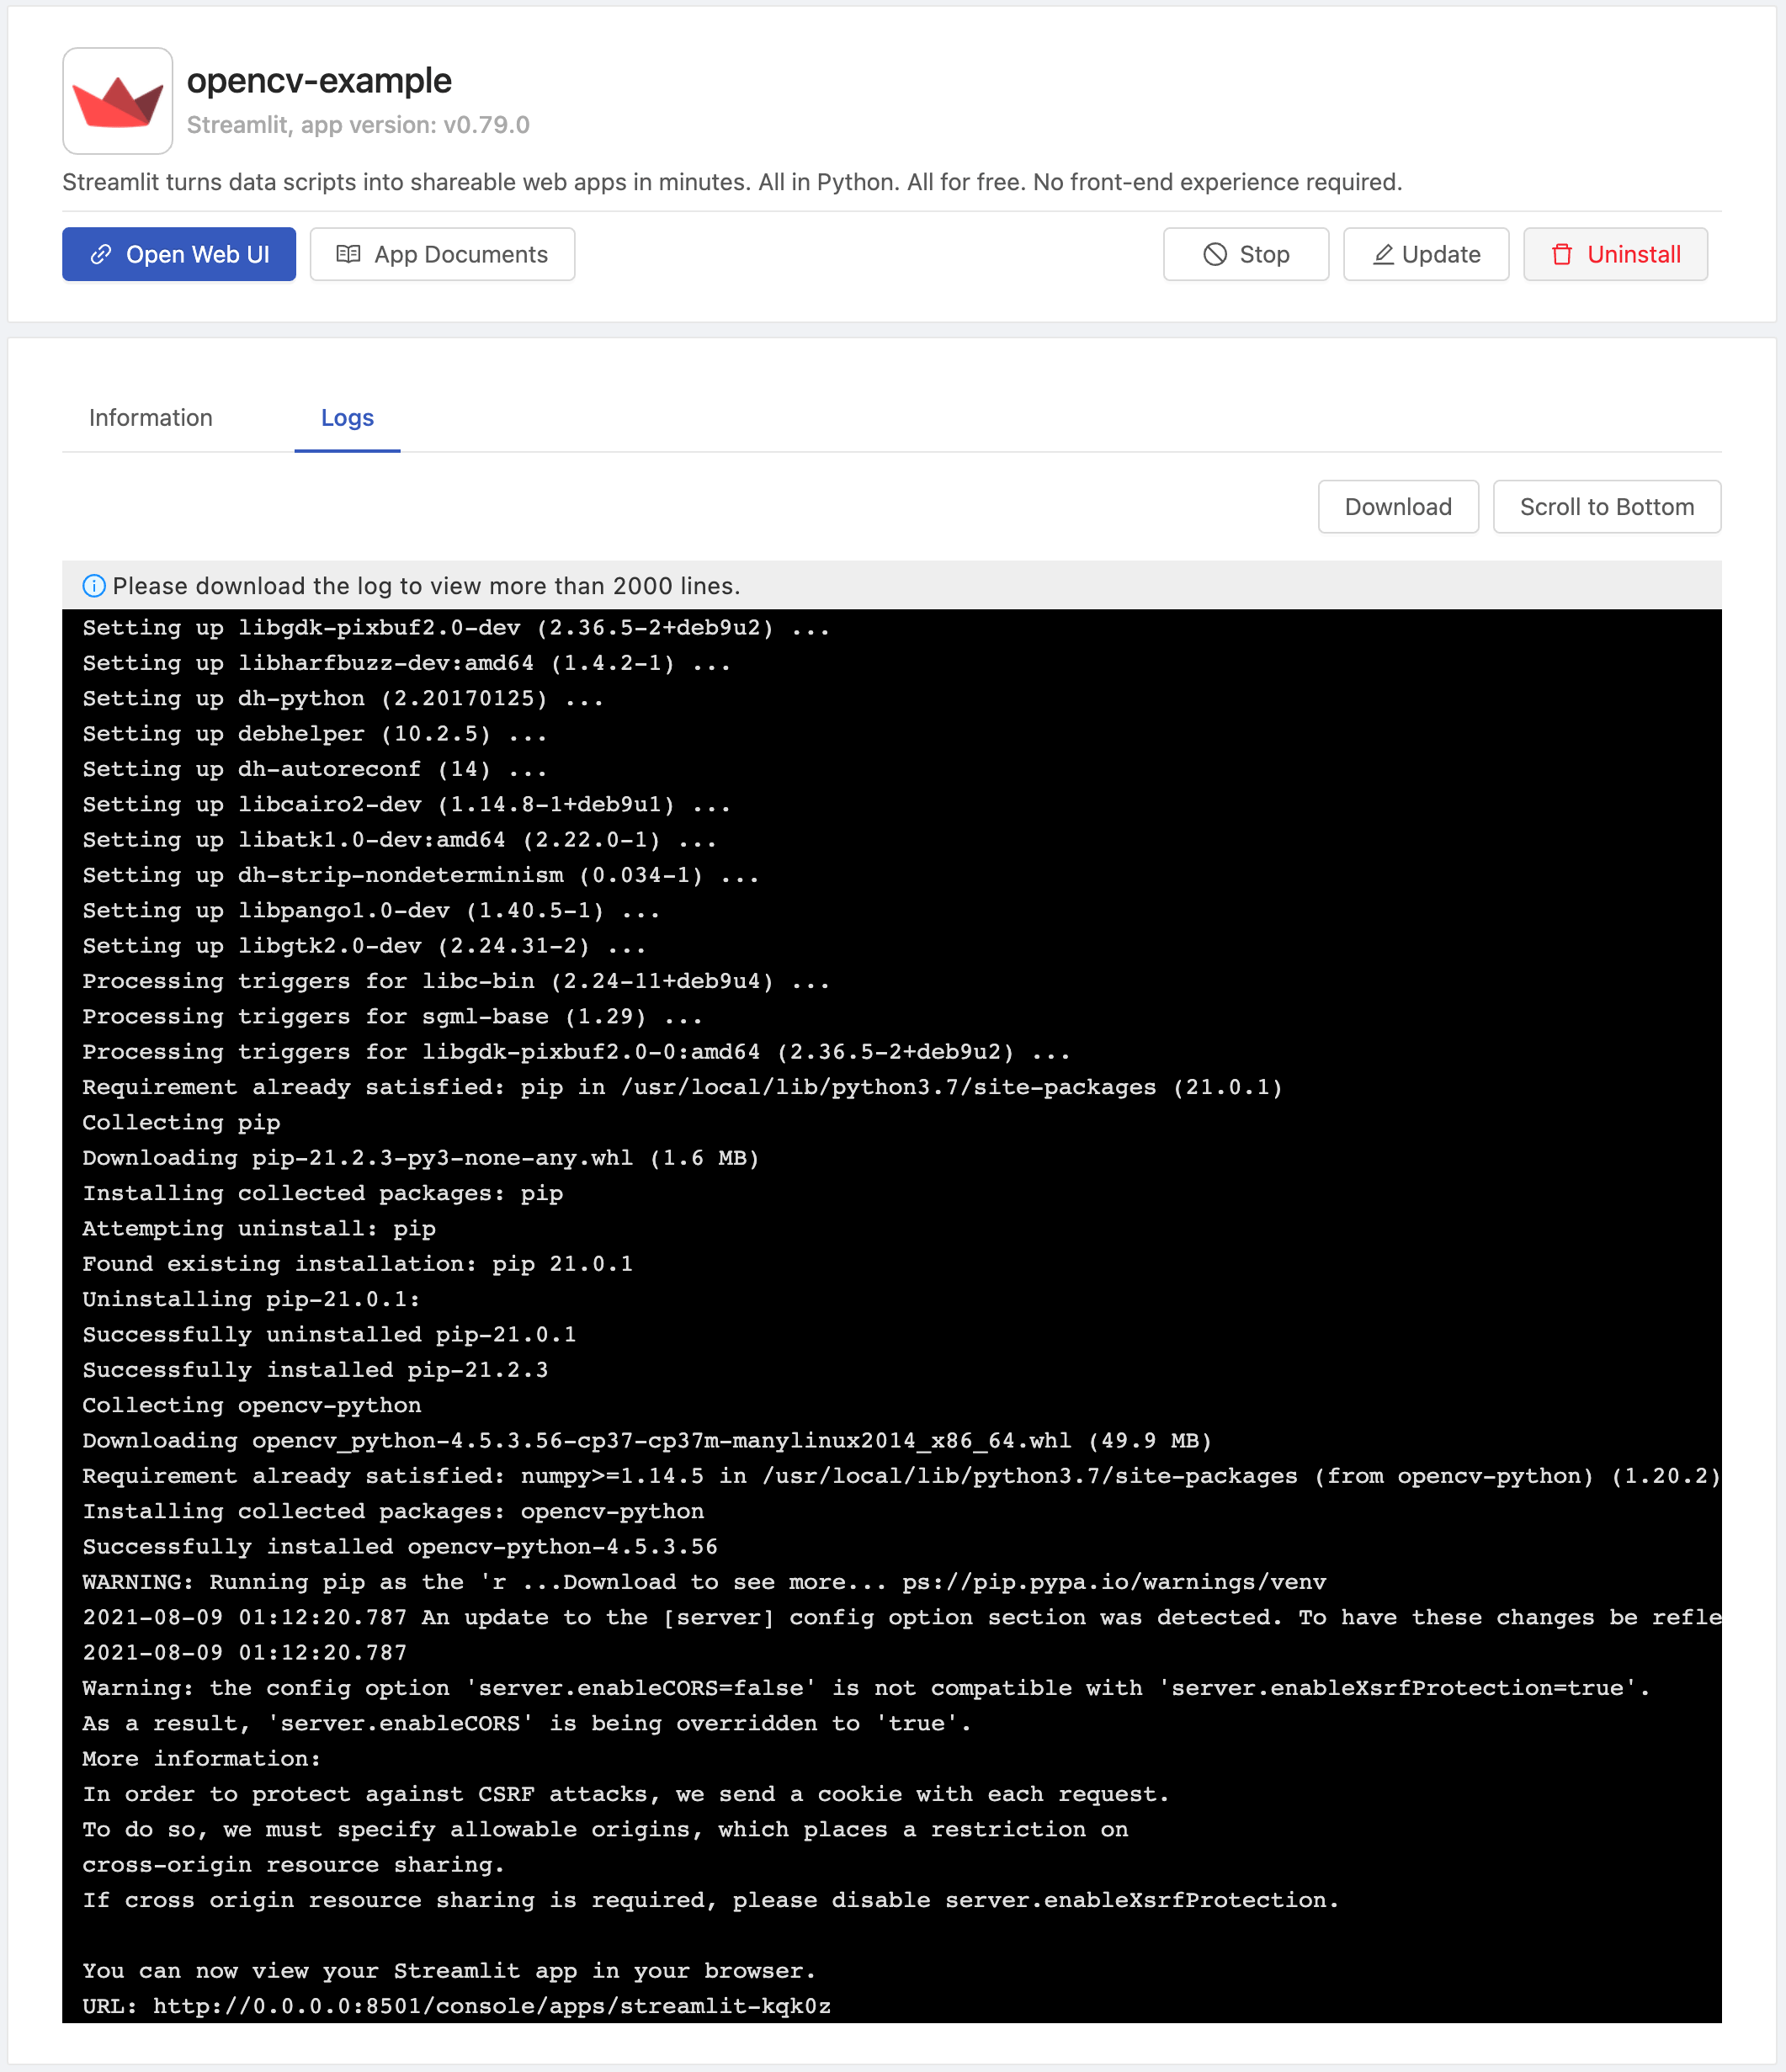 opencv-example
Streamlit, app version: v0.79.0
Streamlit turns data scripts into shareable web apps in minutes. All in Python. All for free. No front-end experience required.
Open Web UI
App Documents
Stop
Update
Uninstall
Information
Logs
Download
Scroll to Bottom
Please download the log to view more than 2000 lines.
Setting up libgdk-pixbuf2.0-dev (2.36.5-2+deb9u2) ...
Setting up libharfbuzz-dev:amd64 (1.4.2-1) ...
Setting up dh-python (2.20170125) ...
Setting up debhelper (10.2.5) ...
Setting up dh-autoreconf (14) ...
Setting up libcairo2-dev (1.14.8-1+deb9u1) ...
Setting up libatk1.0-dev:amd64 (2.22.0-1) ...
Setting up dh-strip-nondeterminism (0.034-1) ...
Setting up libpango1.0-dev (1.40.5-1) ...
Setting up libgtk2.0-dev (2.24.31-2) ...
Processing triggers for libc-bin (2.24-11+deb9u4) ...
Processing triggers for sgml-base (1.29) ...
Processing triggers for libgdk-pixbuf2.0-0:amd64 (2.36.5-2+deb9u2) ...
Requirement already satisfied: pip in /usr/local/lib/python3.7/site-packages (21.0.1)
Collecting pip
Downloading pip-21.2.3-py3-none-any.whl (1.6 MB)
Installing collected packages: pip
Attempting uninstall: pip
Found existing installation: pip 21.0.1
Uninstalling pip-21.0.1:
Successfully uninstalled pip-21.0.1
Successfully installed pip-21.2.3
Collecting opencv-python
Downloading opencv_python-4.5.3.56-cp37-cp37m-manylinux2014_x86_64.whl (49.9 MB)
Requirement already satisfied: numpy>=1.14.5 in /usr/local/lib/python3.7/site-packages (from opencv-python) (1.20.2)
Installing collected packages: opencv-python
Successfully installed opencv-python-4.5.3.56
WARNING: Running pip as the 'r ...Download to see more... ps://pip.pypa.io/warnings/venv
2021-08-09 01:12:20.787 An update to the [server] config option section was detected. To have these changes be refle
2021-08-09 01:12:20.787
Warning: the config option 'server.enableCORS=false' is not compatible with 'server.enableXsrfProtection=true'.
As a result, 'server.enableCORS' is being overridden to 'true'.
More information:
In order to protect against CSRF attacks, we send a cookie with each request.
To do so, we must specify allowable origins, which places a restriction on
cross-origin resource sharing.
If cross origin resource sharing is required, please disable server.enableXsrfProtection.
You can now view your Streamlit app in your browser.
URL: http://0.0.0.0:8501/console/apps/streamlit-kqk0z